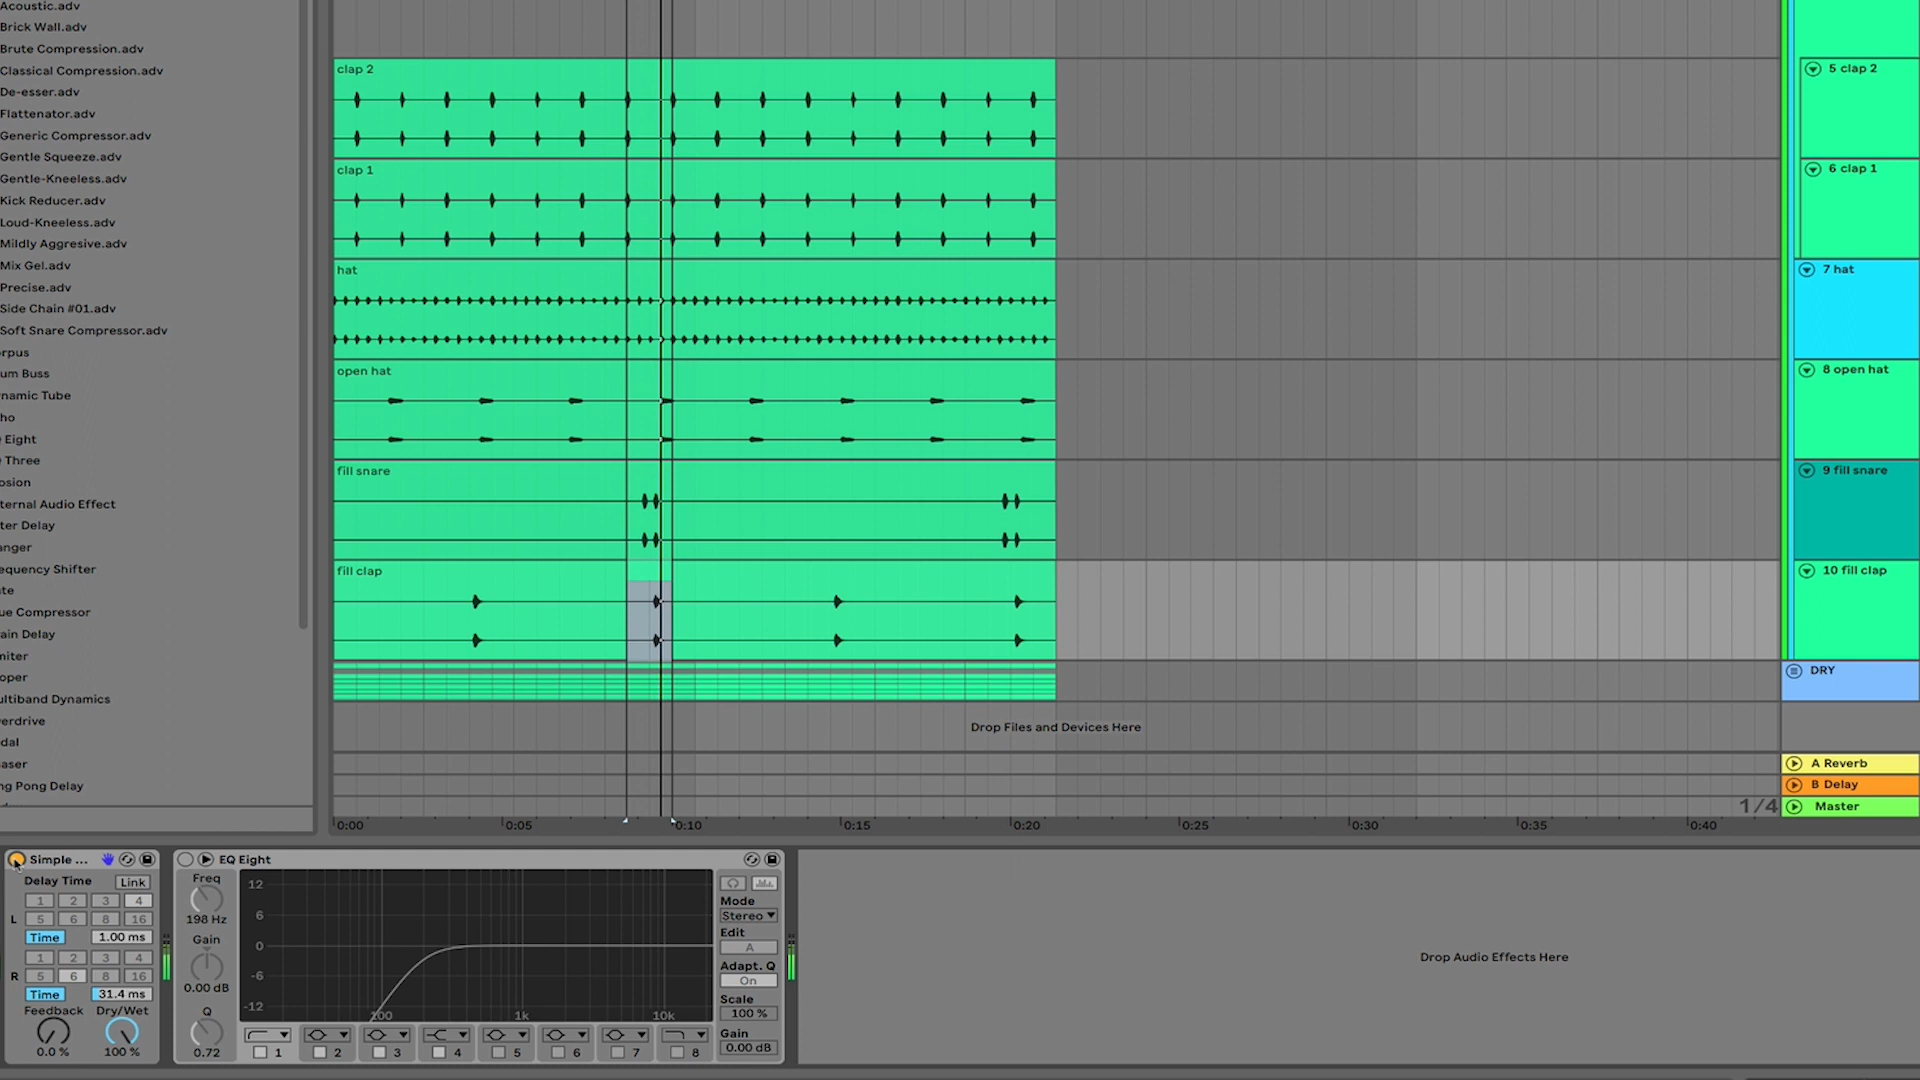 Acoustic.adv
Brick Wall.adv
Brute Compression.adv
Classical Compression.adv
De-esser.adv
Flattenator.adv
Generic Compressor.adv
Gentle Squeeze.adv
Gentle-Kneeless.adv
Kick Reducer.adv
Loud-Kneeless.adv
Mildly Aggresive.adv
Mix Gel.adv
Precise.adv
Side Chain #01.adv
Soft Snare Compressor.adv
rpus
um Buss
namic Tube
ho
Eight
Three
osion
ternal Audio Effect
ter Delay
anger
equency Shifter
te
ue Compressor
ain Delay
miter
oper
ultiband Dynamics
verdrive
dal
aser
ng Pong Delay
clap 2
clap 1
hat
open hat
fill snare
fill clap
Drop Files and Devices Here
0:00 0:05 0:10 0:15 0:20 0:25 0:30 0:35 0:40
1/4
5 clap 2
6 clap 1
7 hat
8 open hat
9 fill snare
10 fill clap
DRY
A Reverb
B Delay
Master
Simple ...
Delay Time Link
1 2 3 4
L 5 6 8 16
Time 1.00 ms
1 2 3 4
R 5 6 8 16
Time 31.4 ms
Feedback Dry/Wet
0.0 % 100 %
EQ Eight
Freq
198 Hz
Gain
0.00 dB
Q
0.72
12
6
0
-6
-12
100 1k 10k
1 2 3 4 5 6 7 8
Mode
Stereo
Edit
A
Adapt. Q
On
Scale
100 %
Gain
0.00 dB
Drop Audio Effects Here